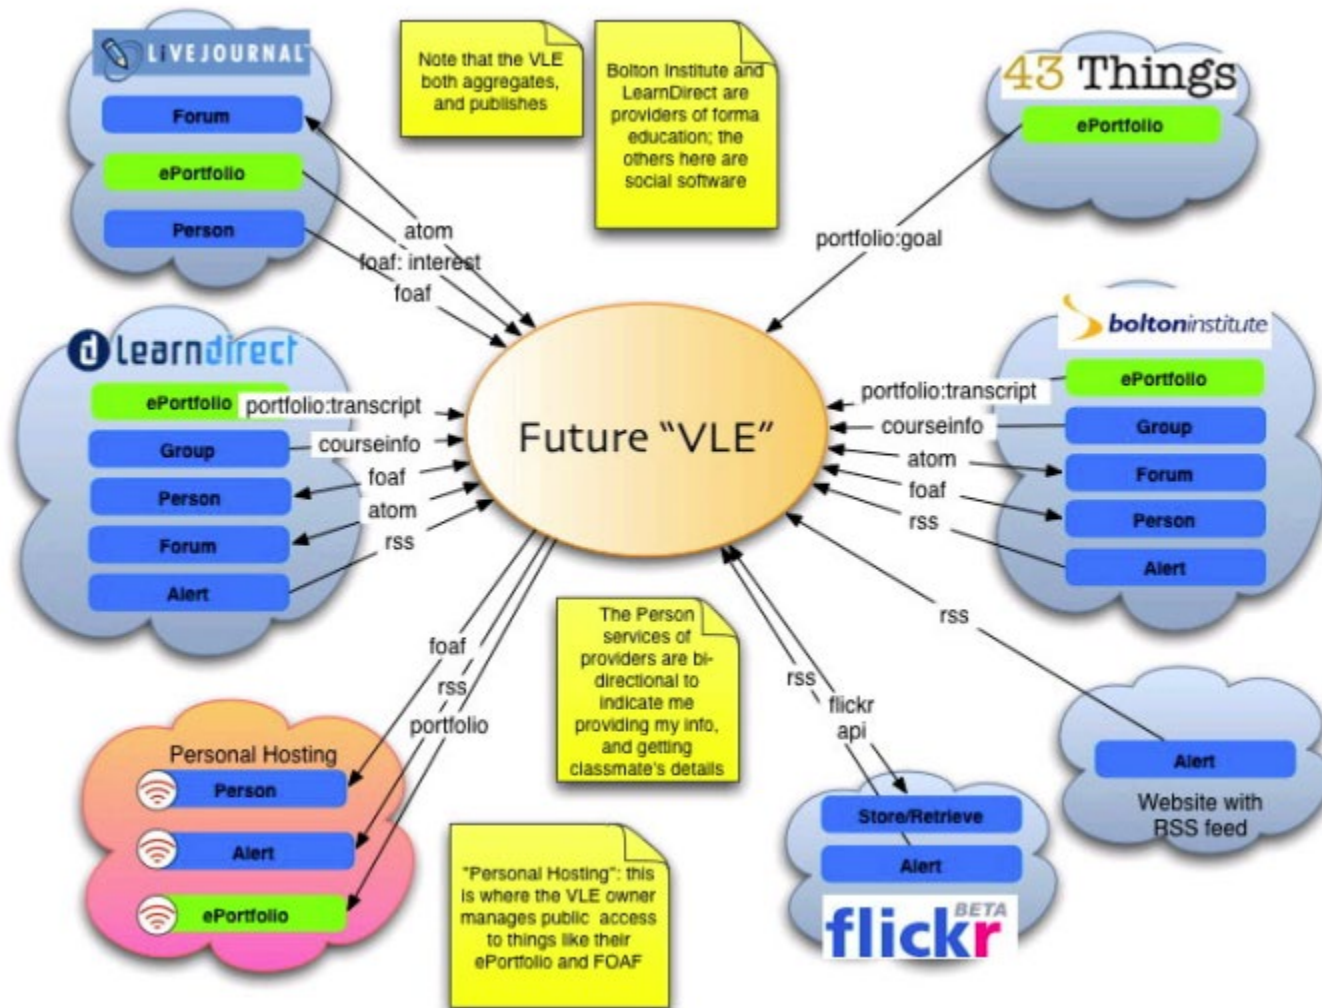 LiVEJOURNAL
Forum
ePortfolio
Person
atom
foaf: interest
foaf
Note that the VLE
both aggregates,
and publishes
Bolton Institute and
LearnDirect are
providers of forma
education; the
others here are
social software
43 Things
ePortfolio
portfolio:goal
learndirect
ePortfolio
Group
Person
Forum
Alert
portfolio:transcript
courseinfo
foaf
atom
rss
Future “VLE”
boltoninstitute
ePortfolio
Group
Forum
Person
Alert
portfolio:transcript
courseinfo
atom
foaf
rss
foaf
rss
portfolio
Personal Hosting
Person
Alert
ePortfolio
The Person
services of
providers are bi-
directional to
indicate me
providing my info,
and getting
classmate's details
"Personal Hosting": this
is where the VLE owner
manages public access
to things like their
ePortfolio and FOAF
rss
flickr
api
Store/Retrieve
Alert
flickr
BETA
rss
Alert
Website with
RSS feed